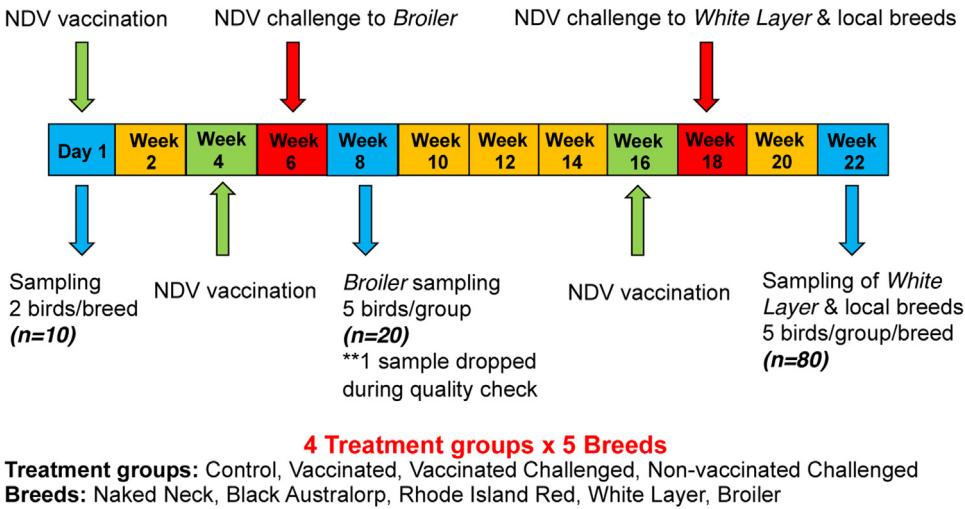 NDV vaccination
NDV challenge to Broiler
NDV challenge to White Layer & local breeds
Day 1
Week 2
Week 4
Week 6
Week 8
Week 10
Week 12
Week 14
Week 16
Week 18
Week 20
Week 22
Sampling
2 birds/breed
(n=10)
NDV vaccination
Broiler sampling
5 birds/group
(n=20)
**1 sample dropped
during quality check
NDV vaccination
Sampling of White
Layer & local breeds
5 birds/group/breed
(n=80)
4 Treatment groups x 5 Breeds
Treatment groups: Control, Vaccinated, Vaccinated Challenged, Non-vaccinated Challenged
Breeds: Naked Neck, Black Australorp, Rhode Island Red, White Layer, Broiler